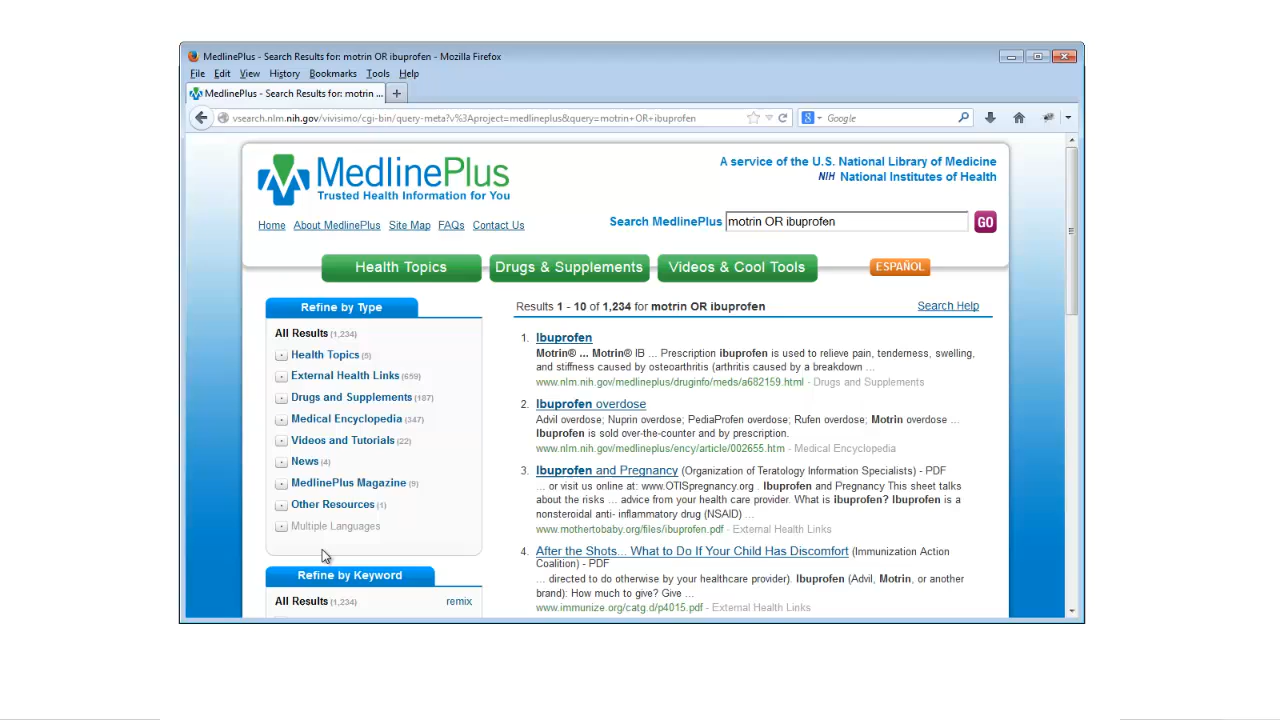 MedlinePlus - Search Results for: motrin OR ibuprofen - Mozilla Firefox
File Edit View History Bookmarks Tools Help
MedlinePlus - Search Results for: motrin ... +
vsearch.nlm.nih.gov/vivisimo/cgi-bin/query-meta?v%3Aproject=medlineplus&query=motrin+OR+ibuprofen
Google
MedlinePlus
Trusted Health Information for You
A service of the U.S. National Library of Medicine
NIH National Institutes of Health
Home About MedlinePlus Site Map FAQs Contact Us
Search MedlinePlus motrin OR ibuprofen GO
Health Topics Drugs & Supplements Videos & Cool Tools ESPAÑOL
Refine by Type
All Results (1,234)
Health Topics (5)
External Health Links (659)
Drugs and Supplements (187)
Medical Encyclopedia (347)
Videos and Tutorials (22)
News (4)
MedlinePlus Magazine (9)
Other Resources (1)
Multiple Languages
Refine by Keyword
All Results (1,234) remix
Results 1 - 10 of 1,234 for motrin OR ibuprofen Search Help
1. Ibuprofen
Motrin® ... Motrin® IB ... Prescription ibuprofen is used to relieve pain, tenderness, swelling,
and stiffness caused by osteoarthritis (arthritis caused by a breakdown ...
www.nlm.nih.gov/medlineplus/druginfo/meds/a682159.html - Drugs and Supplements
2. Ibuprofen overdose
Advil overdose; Nuprin overdose; PediaProfen overdose; Rufen overdose; Motrin overdose ...
Ibuprofen is sold over-the-counter and by prescription.
www.nlm.nih.gov/medlineplus/ency/article/002655.htm - Medical Encyclopedia
3. Ibuprofen and Pregnancy (Organization of Teratology Information Specialists) - PDF
... or visit us online at: www.OTISpregnancy.org . Ibuprofen and Pregnancy This sheet talks
about the risks ... advice from your health care provider. What is ibuprofen? Ibuprofen is a
nonsteroidal anti- inflammatory drug (NSAID) ...
www.mothertobaby.org/files/ibuprofen.pdf - External Health Links
4. After the Shots... What to Do If Your Child Has Discomfort (Immunization Action
Coalition) - PDF
... directed to do otherwise by your healthcare provider). Ibuprofen (Advil, Motrin, or another
brand): How much to give? Give ...
www.immunize.org/catg.d/p4015.pdf - External Health Links